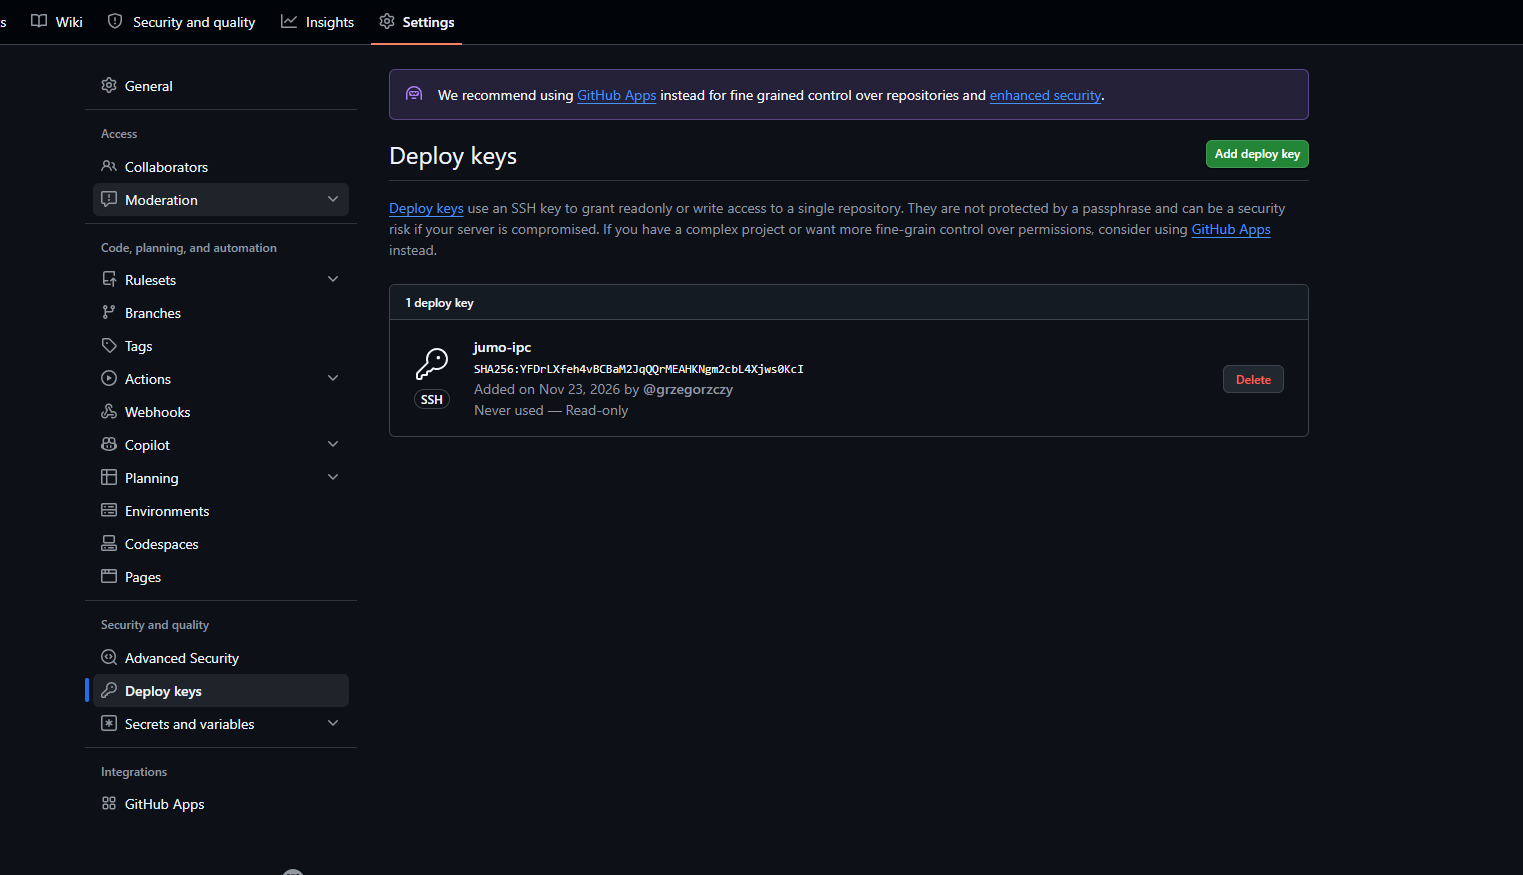 s Wiki Security and quality Insights Settings
General
Access
Collaborators
Moderation
Code, planning, and automation
Rulesets
Branches
Tags
Actions
Webhooks
Copilot
Planning
Environments
Codespaces
Pages
Security and quality
Advanced Security
Deploy keys
Secrets and variables
Integrations
GitHub Apps
We recommend using GitHub Apps instead for fine grained control over repositories and enhanced security.
Deploy keys
Add deploy key
Deploy keys use an SSH key to grant readonly or write access to a single repository. They are not protected by a passphrase and can be a security
risk if your server is compromised. If you have a complex project or want more fine-grain control over permissions, consider using GitHub Apps
instead.
1 deploy key
jumo-ipc
SHA256:YFDrLXfeh4vBCBaM2JqQQrMEAHKNgm2cbL4Xjws0KcI
Added on Nov 23, 2026 by @grzegorzczy
Never used — Read-only
SSH
Delete